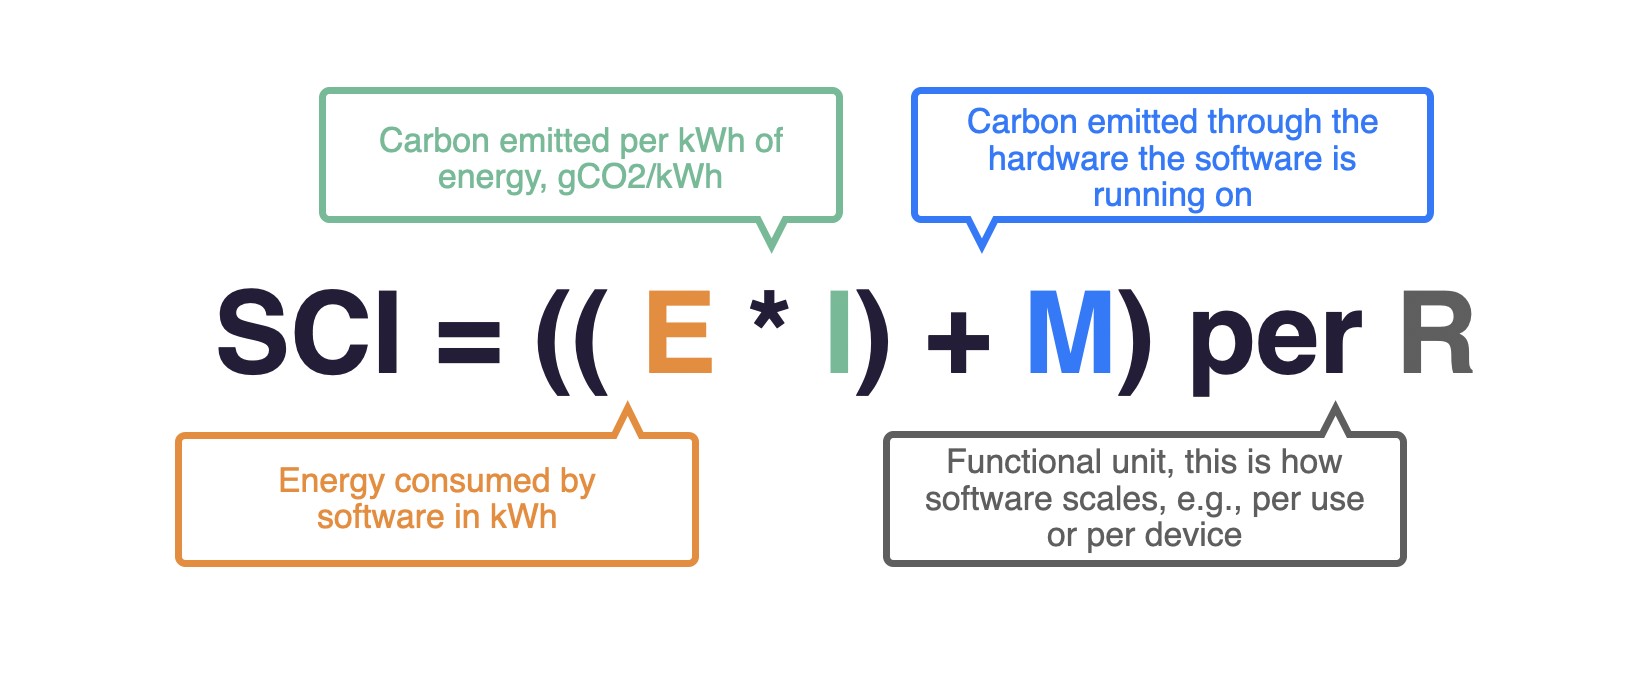 Carbon emitted per kWh of
energy, gCO2/kWh
Carbon emitted through the
hardware the software is
running on
SCI = (( E * I) + M) per R
Energy consumed by
software in kWh
Functional unit, this is how
software scales, e.g., per use
or per device